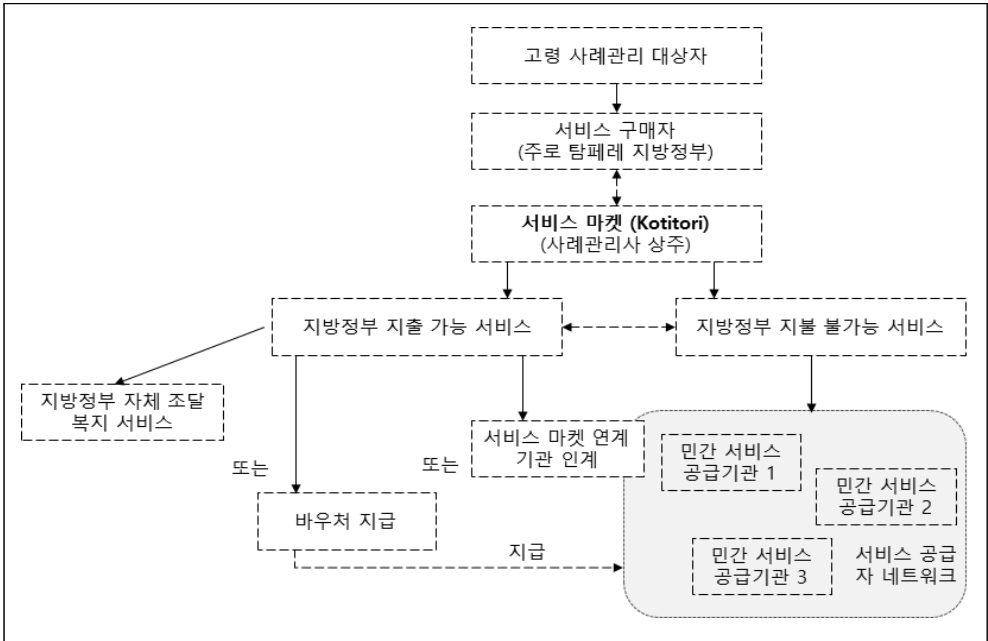 고령 사례관리 대상자
서비스 구매자
(주로 탐페레 지방정부)
서비스 마켓 (Kotitori)
(사례관리사 상주)
지방정부 지출 가능 서비스
지방정부 지불 불가능 서비스
지방정부 자체 조달
복지 서비스
또는
또는
서비스 마켓 연계
기관 인계
바우처 지급
지급
민간 서비스
공급기관 1
민간 서비스
공급기관 2
민간 서비스
공급기관 3
서비스 공급
자 네트워크